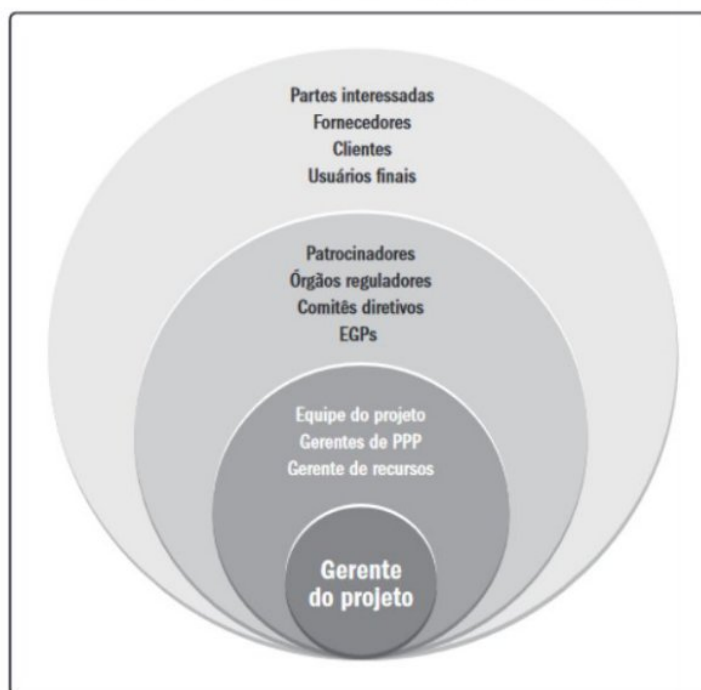 Partes interessadas
Fornecedores
Clientes
Usuários finais
Patrocinadores
Órgãos reguladores
Comitês diretivos
EGPs
Equipe do projeto
Gerentes de PPP
Gerente de recursos
Gerente
do projeto